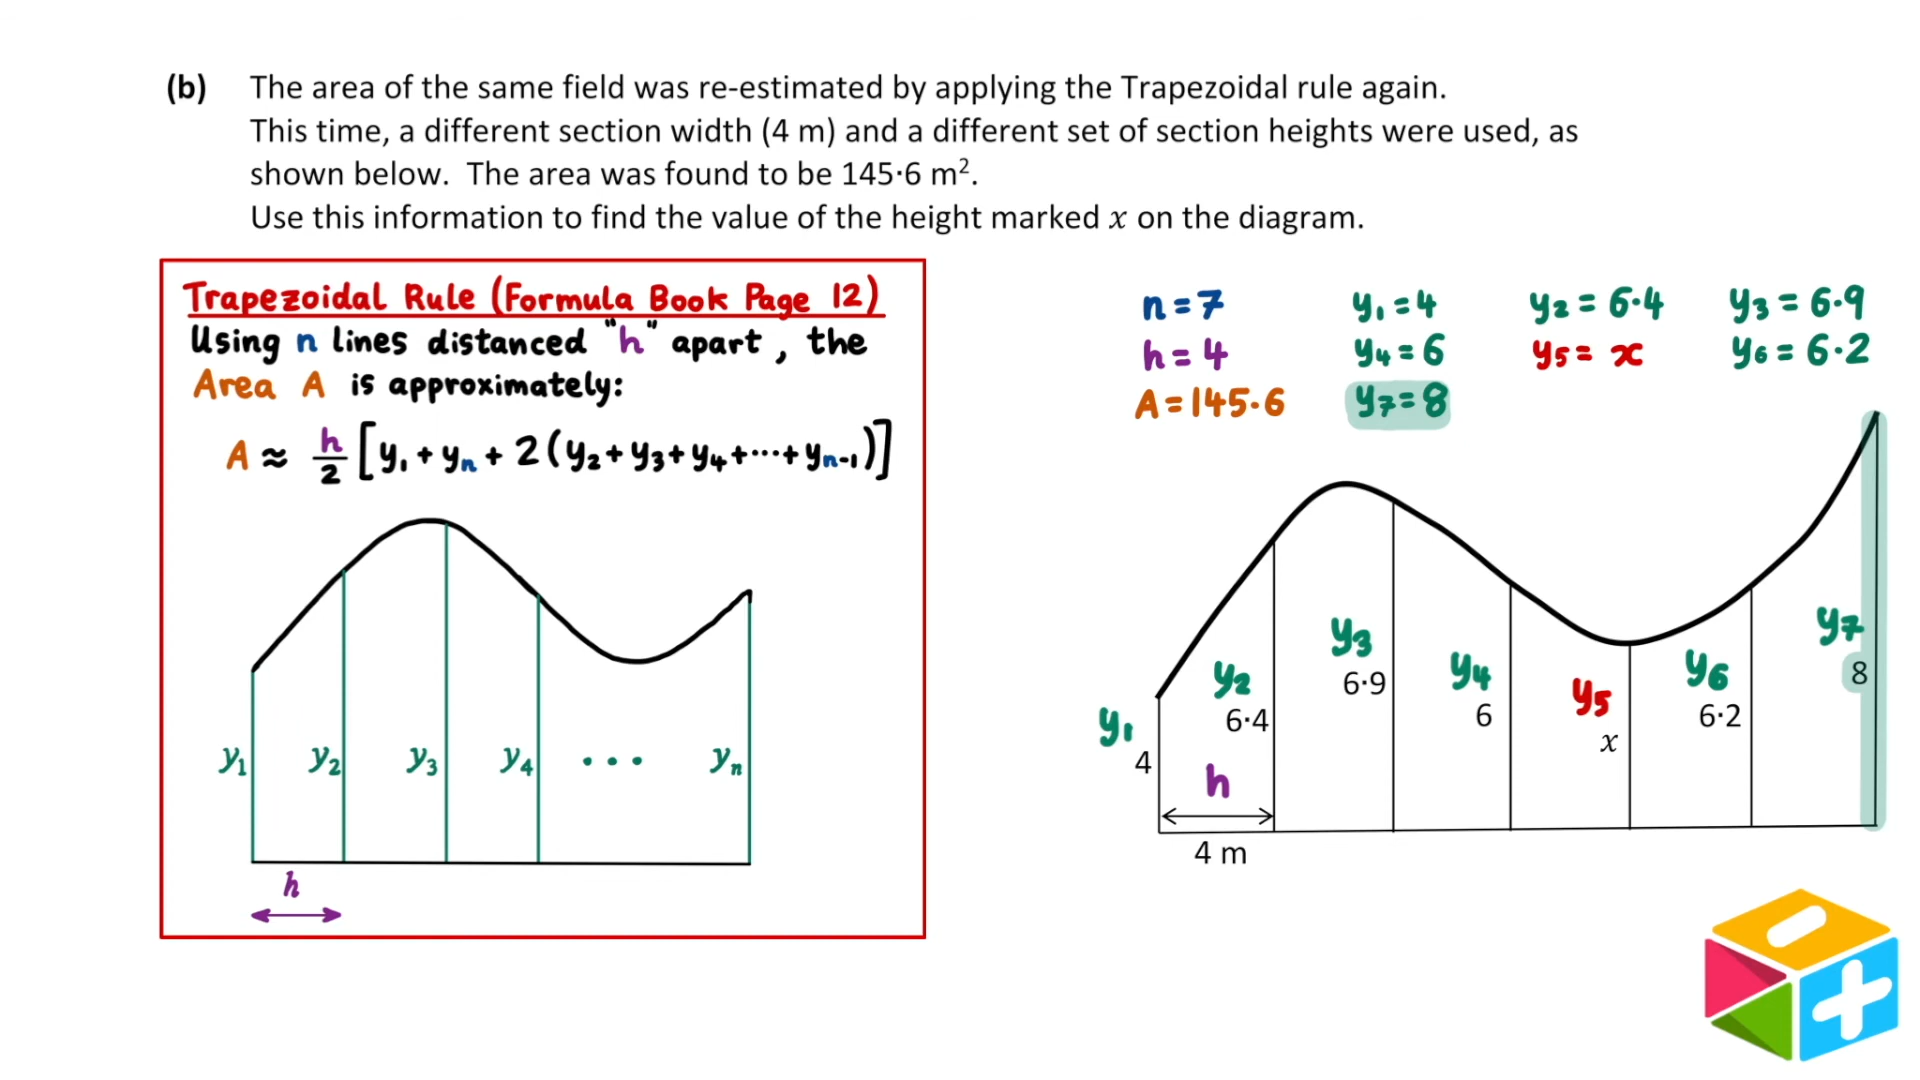 (b) The area of the same field was re-estimated by applying the Trapezoidal rule again.
This time, a different section width (4 m) and a different set of section heights were used, as
shown below. The area was found to be 145·6 m².
Use this information to find the value of the height marked x on the diagram.
Trapezoidal Rule (Formula Book Page 12)
Using n lines distanced "h" apart, the
Area A is approximately:
A ≈ h/2 [y₁ + yₙ + 2(y₂ + y₃ + y₄ + ··· + yₙ₋₁)]
y₁ y₂ y₃ y₄ ... yₙ
h
n = 7 y₁ = 4 y₂ = 6·4 y₃ = 6·9
h = 4 y₄ = 6 y₅ = x y₆ = 6·2
A = 145.6 y₇ = 8
y₁
4
y₂
6·4
y₃
6·9
y₄
6
y₅
x
y₆
6·2
y₇
8
h
4 m